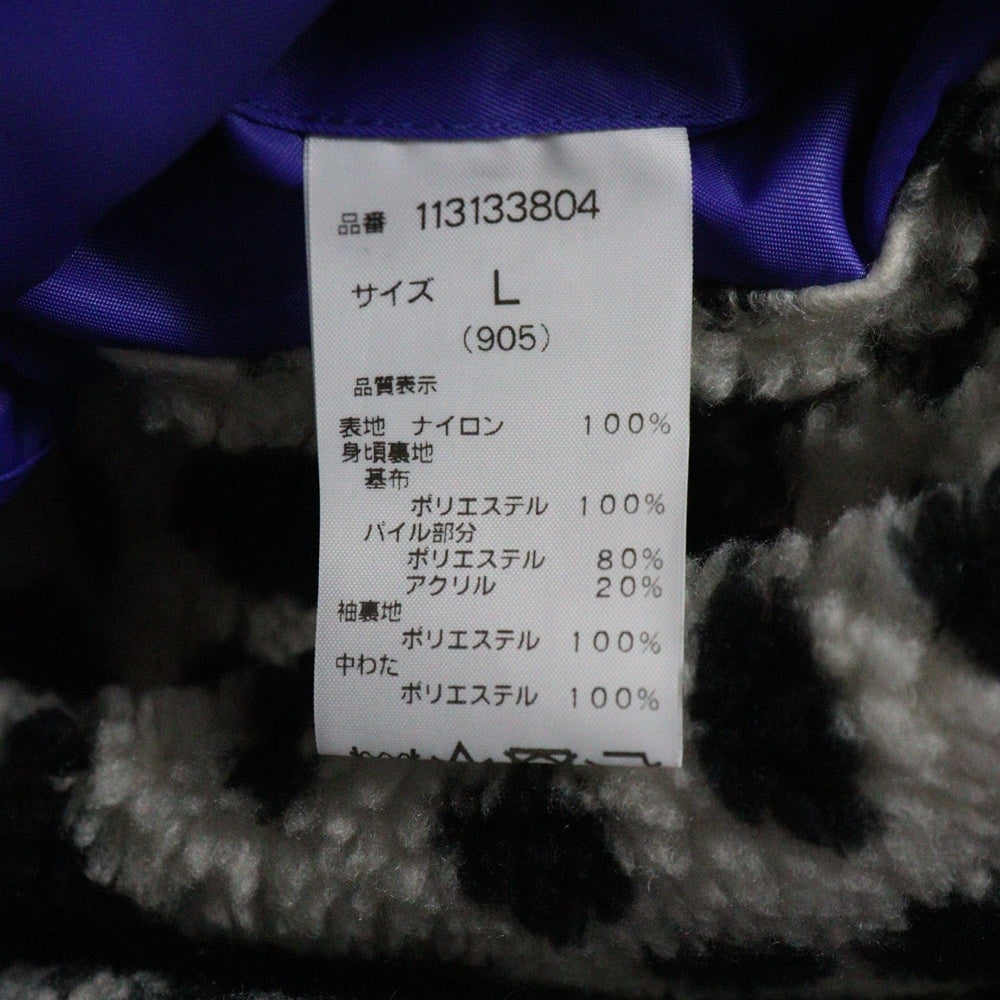 品番 113133804
サイズ L
(905)
品質表示
表地 ナイロン 100%
身頃裏地
基布
ポリエステル 100%
パイル部分
ポリエステル 80%
アクリル 20%
袖裏地
ポリエステル 100%
中わた
ポリエステル 100%